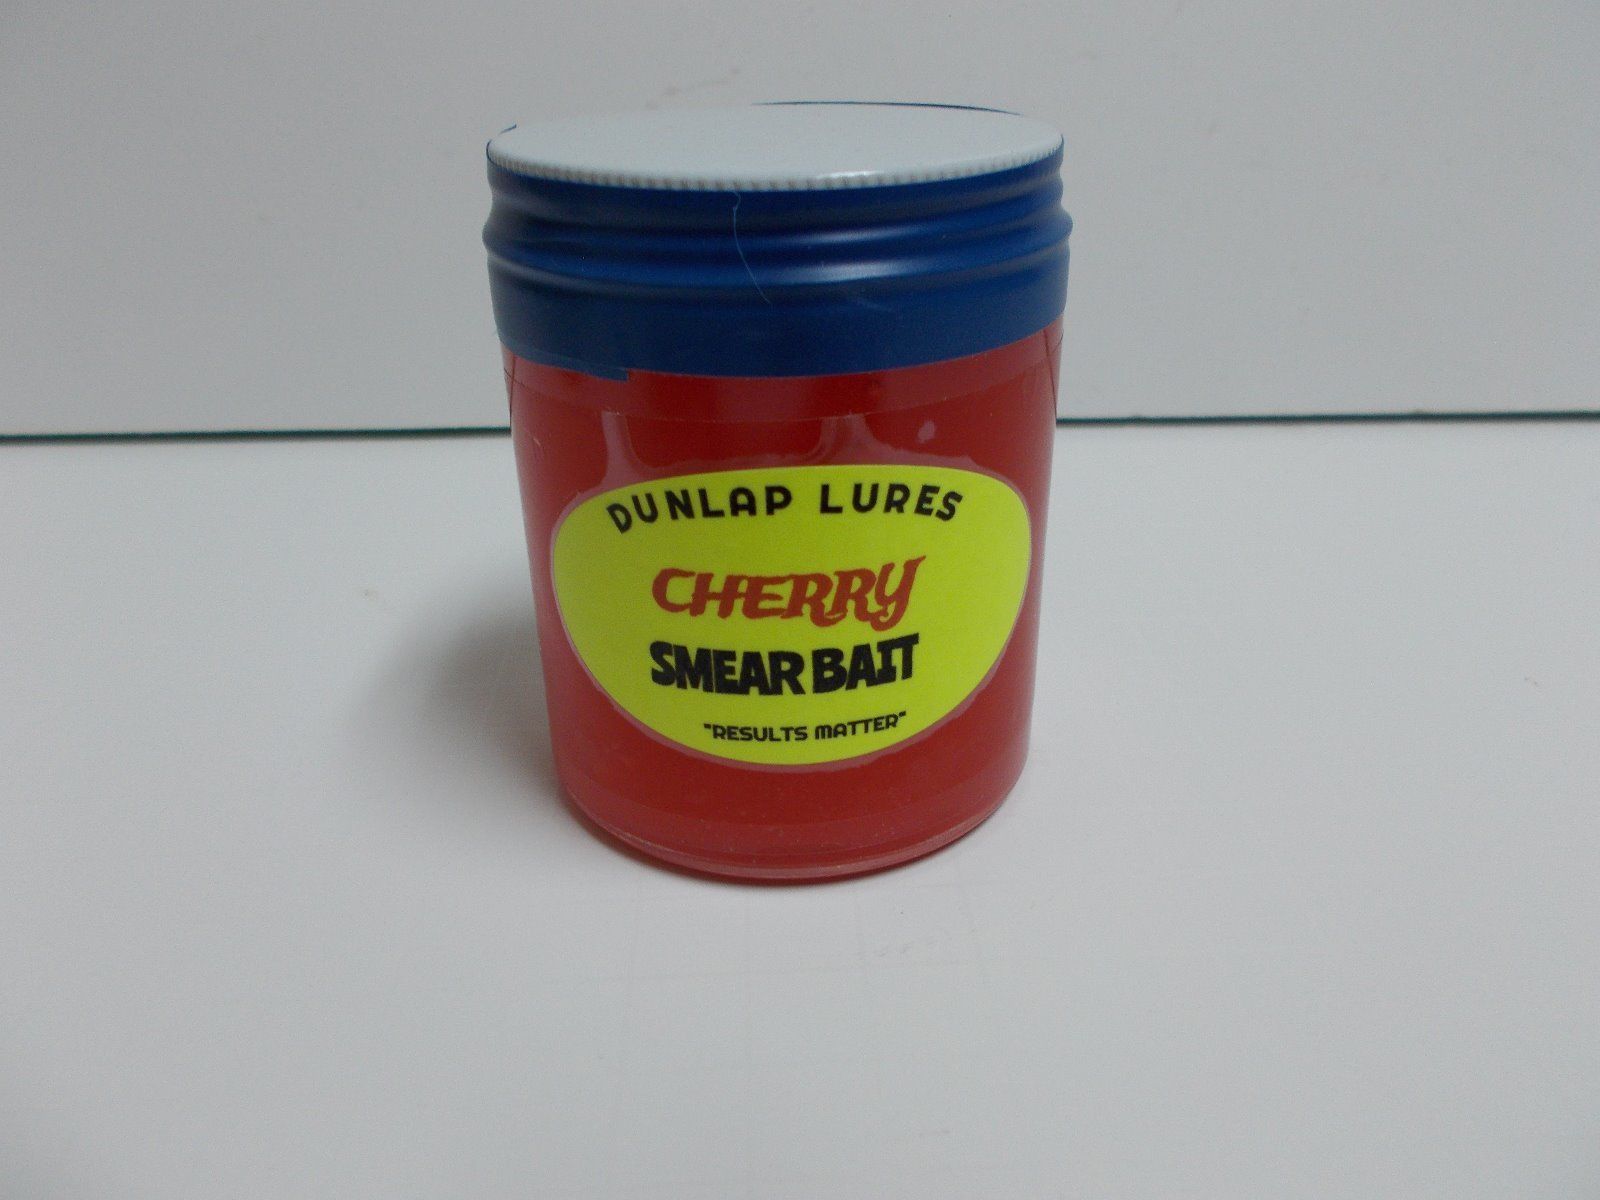 DUNLAP LURES
CHERRY
SMEAR BAIT
"RESULTS MATTER"